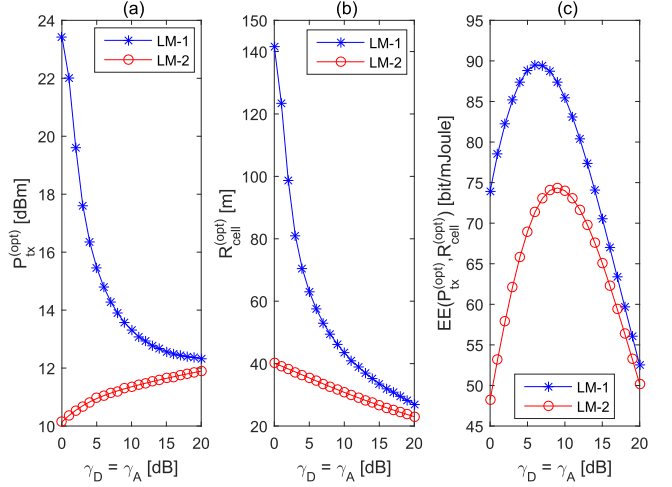 (a)
24
22
20
18
16
14
12
10
P_tx^(opt) [dBm]
LM-1
LM-2
0 5 10 15 20
γ_D = γ_A [dB]
(b)
150
140
120
100
80
60
40
20
R_cell^(opt) [m]
LM-1
LM-2
0 5 10 15 20
γ_D = γ_A [dB]
(c)
95
90
85
80
75
70
65
60
55
50
45
EE(P_tx^(opt),R_cell^(opt)) [bit/mJoule]
LM-1
LM-2
0 5 10 15 20
γ_D = γ_A [dB]